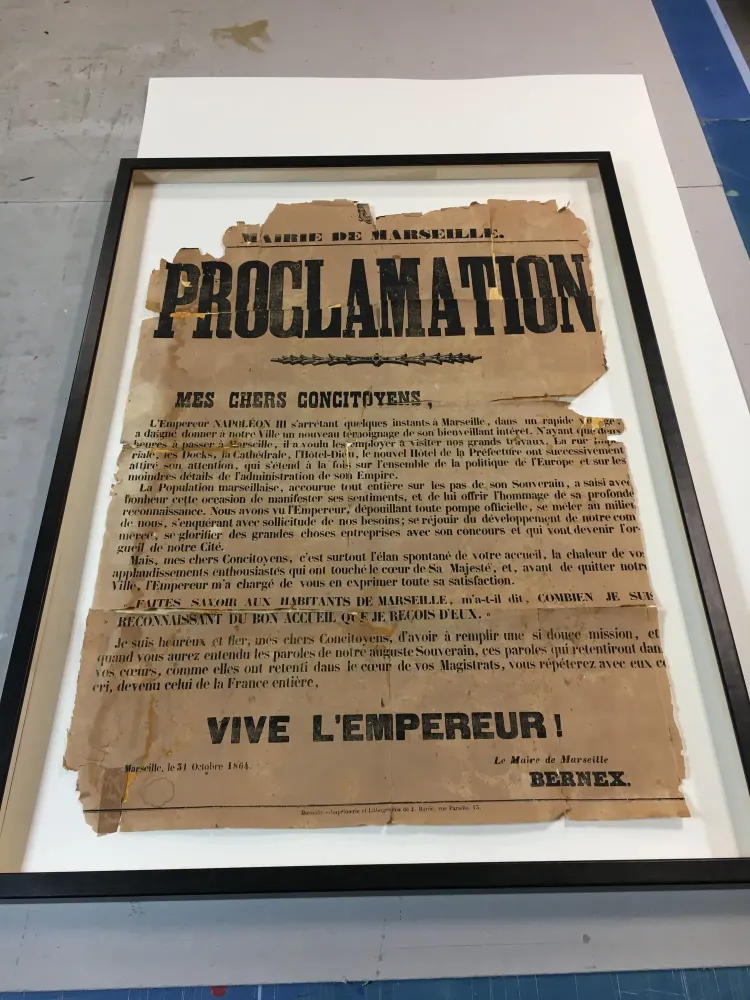 MAIRIE DE MARSEILLE.
PROCLAMATION
MES CHERS CONCITOYENS,
L'Empereur NAPOLÉON III s'arrêtant quelques instants à Marseille, dans un rapide
a daigné donner à notre Ville un nouveau témoignage de son bienveillant intérêt. N'ayant que deux
heures à passer à Marseille, il a voulu les employer à visiter nos grands travaux. La rue Impé-
riale, les Docks, la Cathédrale, l'Hôtel-Dieu, le nouvel Hôtel de la Préfecture ont successivement
attiré son attention, qui s'étend à la fois sur l'ensemble de la politique de l'Europe et sur les
moindres détails de l'administration de son Empire.
La Population marseillaise, accourue tout entière sur les pas de son Souverain, a saisi avec
bonheur cette occasion de manifester ses sentiments, et de lui offrir l'hommage de sa profonde
reconnaissance. Nous avons vu l'Empereur, dépouillant toute pompe officielle, se mêler au milieu
de nous, s'enquérant avec sollicitude de nos besoins; se réjouir du développement de notre com
merce, se glorifier des grandes choses entreprises avec son concours et qui vont devenir l'or-
gueil de notre Cité.
Mais, mes chers Concitoyens, c'est surtout l'élan spontané de votre accueil, la chaleur de vos
applaudissements enthousiastes qui ont touché le cœur de Sa Majesté, et, avant de quitter notre
Ville, l'Empereur m'a chargé de vous en exprimer toute sa satisfaction.
« FAITES SAVOIR AUX HABITANTS DE MARSEILLE, m'a-t-il dit, COMBIEN JE SUIS
« RECONNAISSANT DU BON ACCUEIL QUE JE REÇOIS D'EUX. »
Je suis heureux et fier, mes chers Concitoyens, d'avoir à remplir une si douce mission, et
quand vous aurez entendu les paroles de notre auguste Souverain, ces paroles qui retentiront dans
vos cœurs, comme elles ont retenti dans le cœur de vos Magistrats, vous répéterez avec eux ce
cri, devenu celui de la France entière,
VIVE L'EMPEREUR!
Marseille, le 31 Octobre 1864.
Le Maire de Marseille
BERNEX.
Imprimerie et Lithographie de J. Barile, rue Paradis, 15.